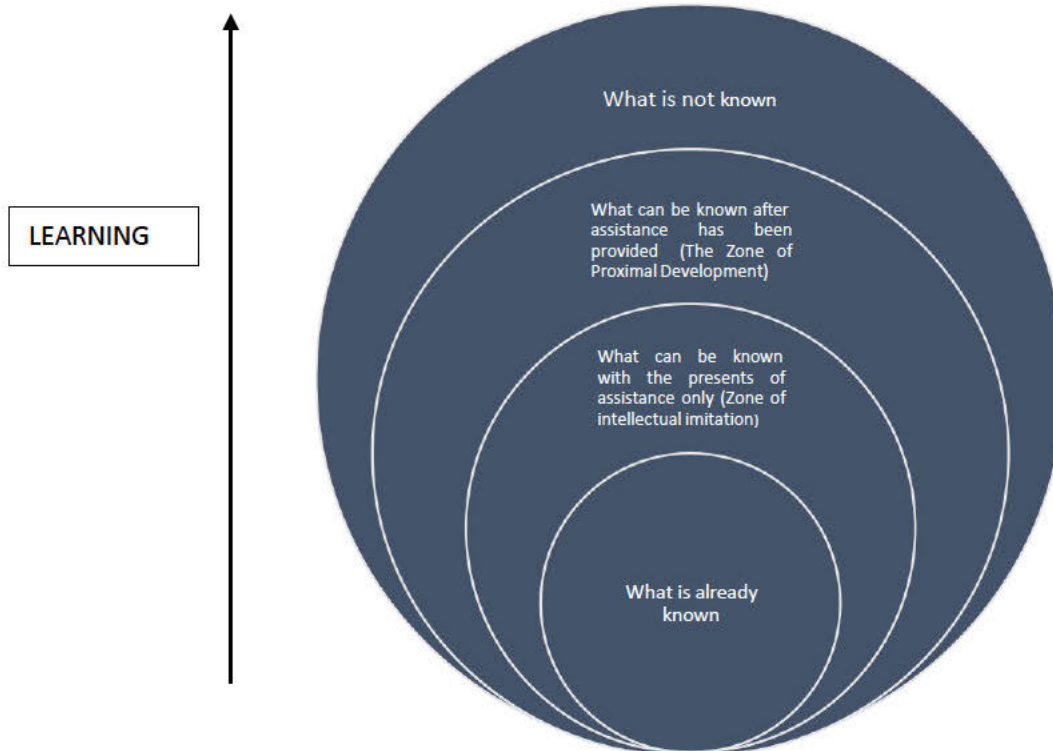 What is not known
What can be known after
assistance has been
provided (The Zone of
Proximal Development)
LEARNING
What can be known
with the presents of
assistance only (Zone of
intellectual imitation)
What is already
known